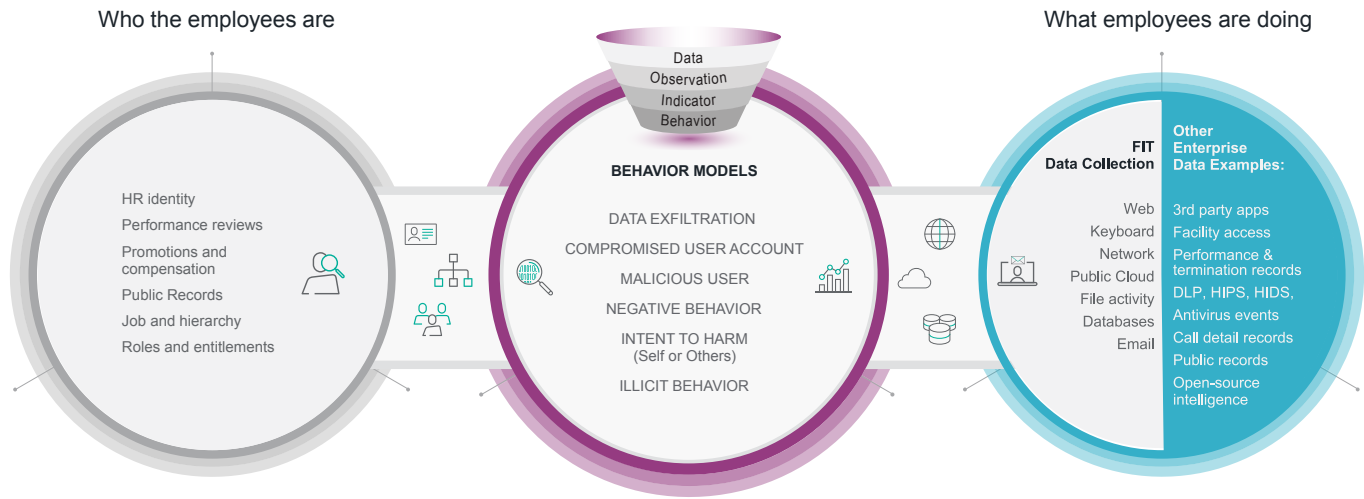 Who the employees are
What employees are doing
HR identity
Performance reviews
Promotions and
compensation
Public Records
Job and hierarchy
Roles and entitlements
Data
Observation
Indicator
Behavior
BEHAVIOR MODELS
DATA EXFILTRATION
COMPROMISED USER ACCOUNT
MALICIOUS USER
NEGATIVE BEHAVIOR
INTENT TO HARM
(Self or Others)
ILLICIT BEHAVIOR
FIT
Data Collection
Web
Keyboard
Network
Public Cloud
File activity
Databases
Email
Other
Enterprise
Data Examples:
3rd party apps
Facility access
Performance &
termination records
DLP, HIPS, HIDS,
Antivirus events
Call detail records
Public records
Open-source
intelligence